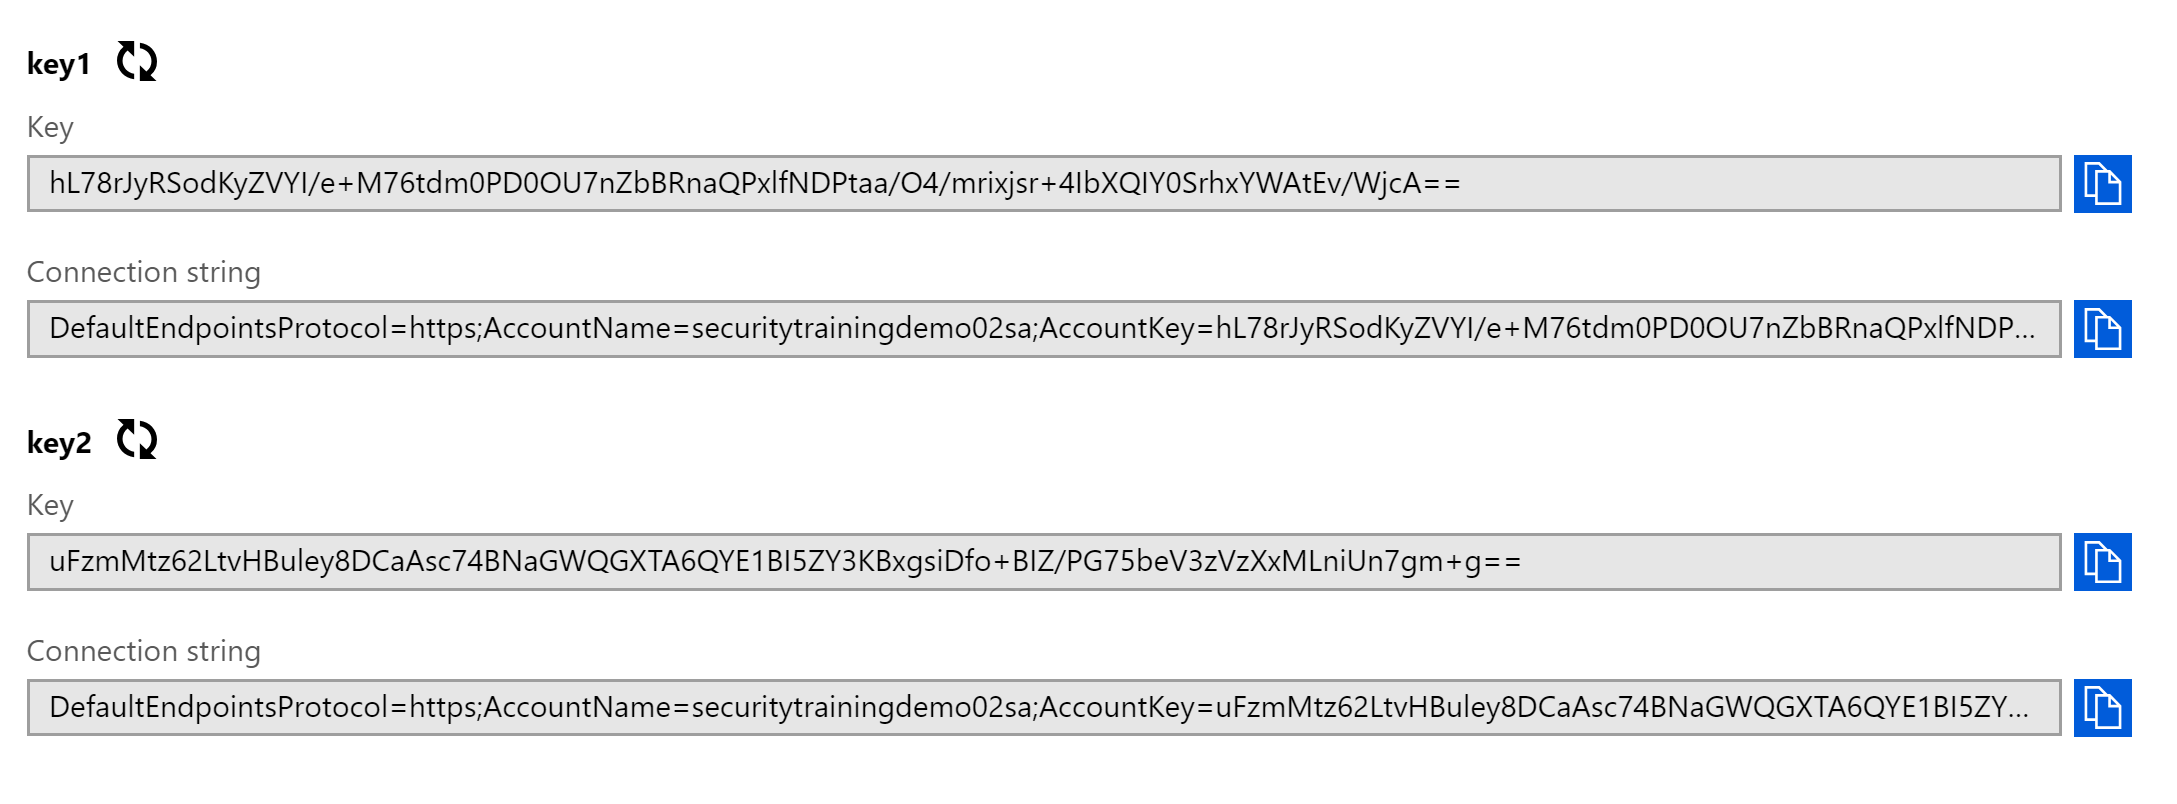 key1
Key
hL78rJyRSodKyZVYI/e+M76tdm0PD0OU7nZbBRnaQPxlfNDPtaa/O4/mrixjsr+4IbXQIY0SrhxYWAtEv/WjcA==
Connection string
DefaultEndpointsProtocol=https;AccountName=securitytrainingdemo02sa;AccountKey=hL78rJyRSodKyZVYI/e+M76tdm0PD0OU7nZbBRnaQPxlfNDP...
key2
Key
uFzmMtz62LtvHBuley8DCaAsc74BNaGWQGXTA6QYE1BI5ZY3KBxgsiDfo+BIZ/PG75beV3zVzXxMLniUn7gm+g==
Connection string
DefaultEndpointsProtocol=https;AccountName=securitytrainingdemo02sa;AccountKey=uFzmMtz62LtvHBuley8DCaAsc74BNaGWQGXTA6QYE1BI5ZY...